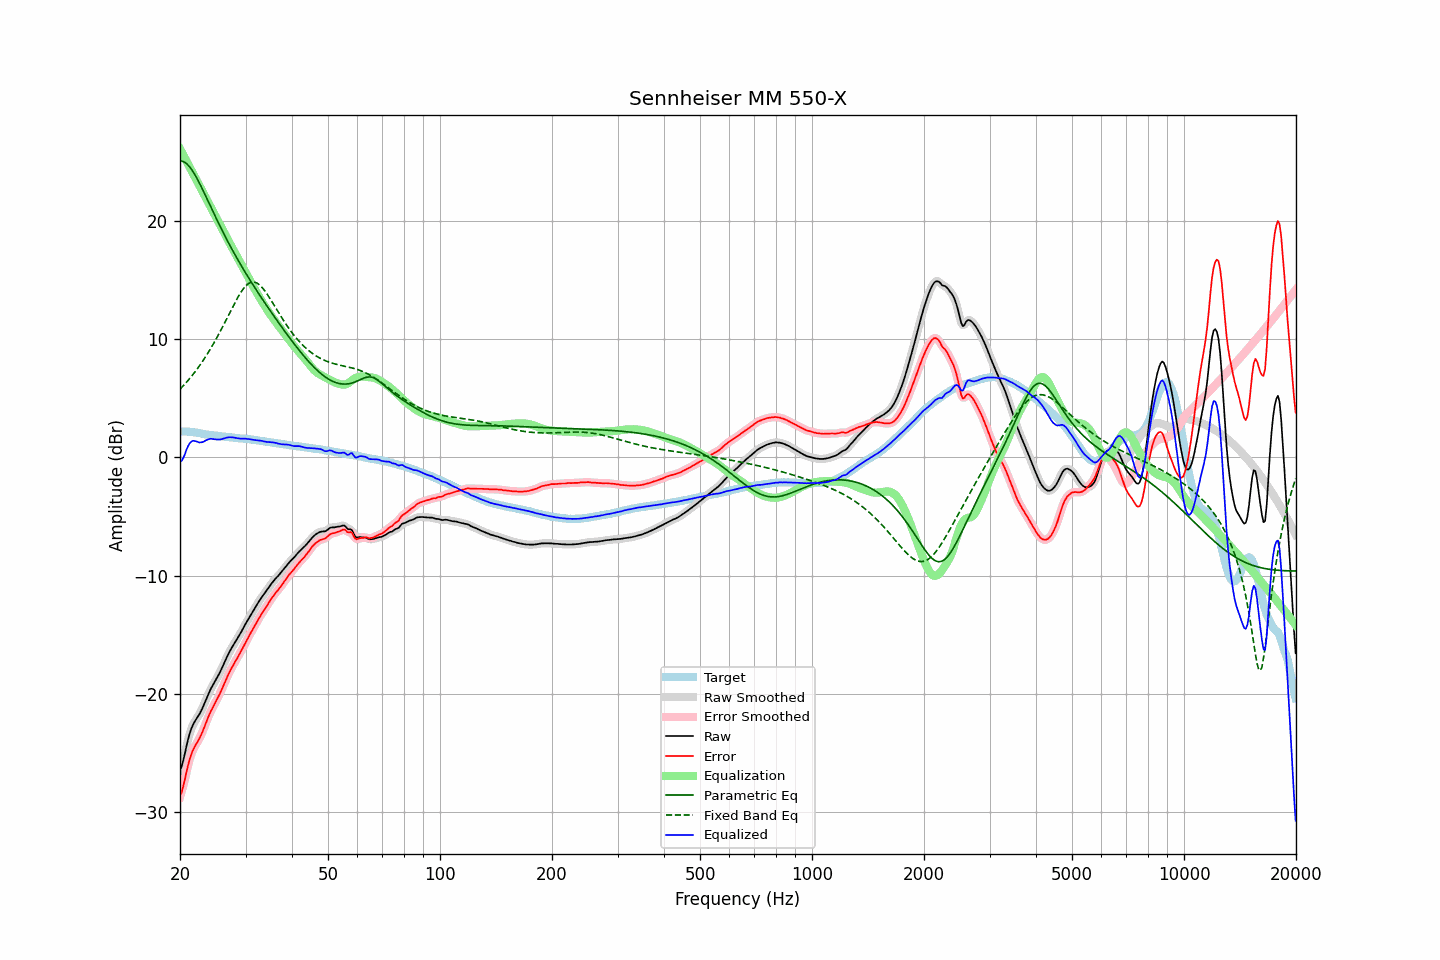 Sennheiser MM 550-X
Amplitude (dBr)
20
10
0
−10
−20
−30
Target
Raw Smoothed
Error Smoothed
Raw
Error
Equalization
Parametric Eq
Fixed Band Eq
Equalized
20 50 100 200 500 1000 2000 5000 10000 20000
Frequency (Hz)